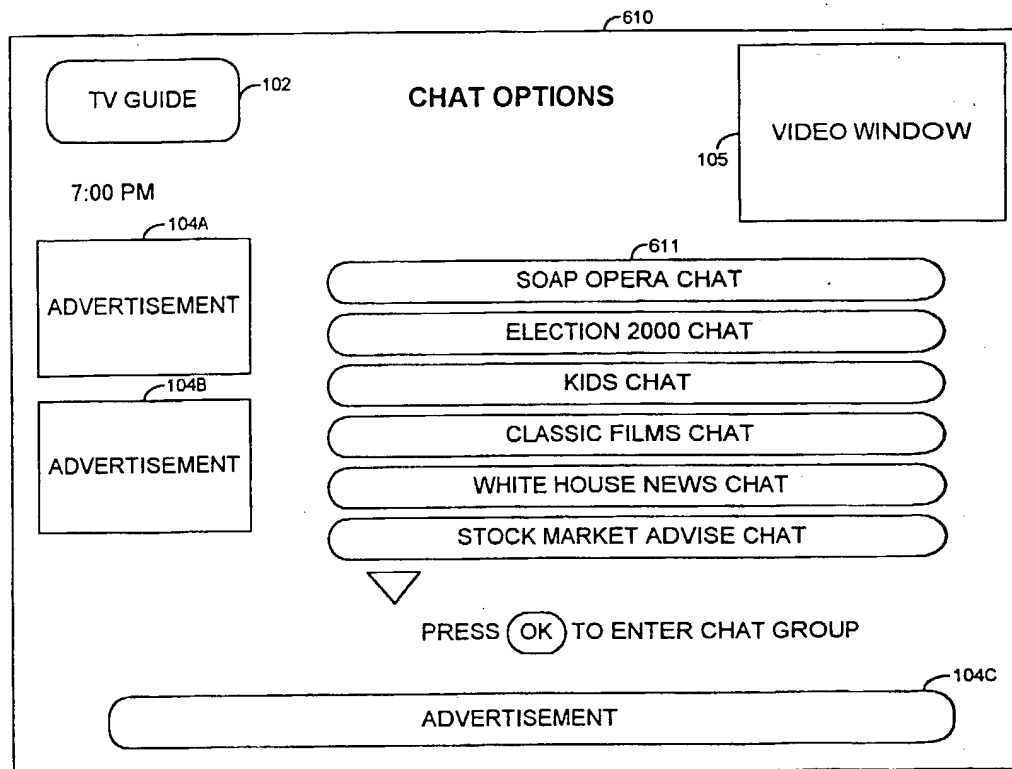 610
TV GUIDE
102
CHAT OPTIONS
VIDEO WINDOW
105
7:00 PM
104A
ADVERTISEMENT
104B
ADVERTISEMENT
611
SOAP OPERA CHAT
ELECTION 2000 CHAT
KIDS CHAT
CLASSIC FILMS CHAT
WHITE HOUSE NEWS CHAT
STOCK MARKET ADVISE CHAT
PRESS OK TO ENTER CHAT GROUP
104C
ADVERTISEMENT